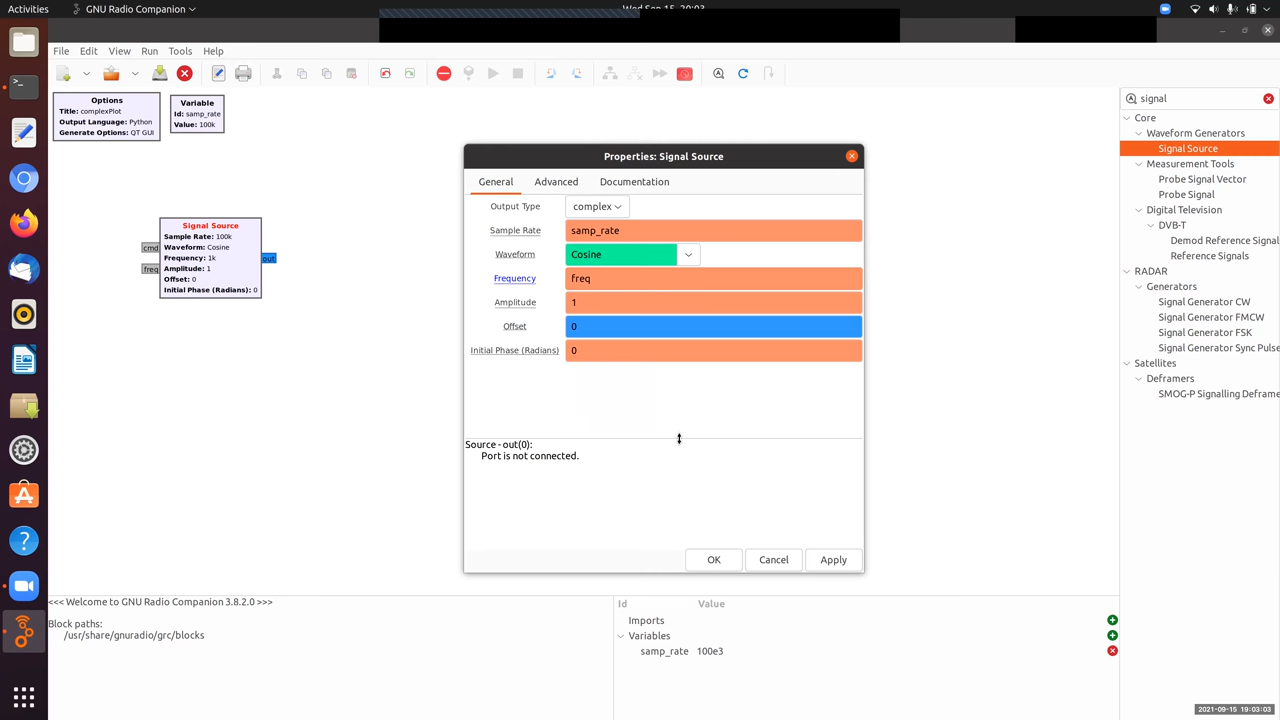 Activities
GNU Radio Companion
Wed Sep 15 20:03
File Edit View Run Tools Help
Options
Title: complexPlot
Output Language: Python
Generate Options: QT GUI
Variable
Id: samp_rate
Value: 100k
Signal Source
Sample Rate: 100k
Waveform: Cosine
Frequency: 1k
Amplitude: 1
Offset: 0
Initial Phase (Radians): 0
cmd
freq
out
Properties: Signal Source
General Advanced Documentation
Output Type complex
Sample Rate samp_rate
Waveform Cosine
Frequency freq
Amplitude 1
Offset 0
Initial Phase (Radians) 0
Source - out(0):
Port is not connected.
OK Cancel Apply
signal
Core
Waveform Generators
Signal Source
Measurement Tools
Probe Signal Vector
Probe Signal
Digital Television
DVB-T
Demod Reference Signal
Reference Signals
RADAR
Generators
Signal Generator CW
Signal Generator FMCW
Signal Generator FSK
Signal Generator Sync Pulse
Satellites
Deframers
SMOG-P Signalling Deframe
<<< Welcome to GNU Radio Companion 3.8.2.0 >>>
Block paths:
/usr/share/gnuradio/grc/blocks
Id Value
Imports
Variables
samp_rate 100e3
2021-09-15 19:03:03